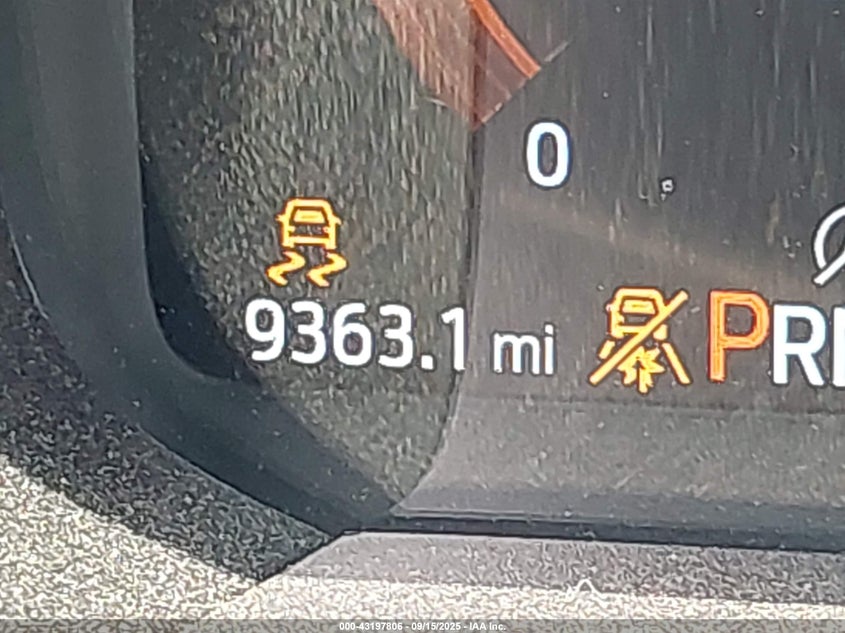 0
9363.1 mi
PR
000-43197806 - 09/15/2025 - IAA Inc.